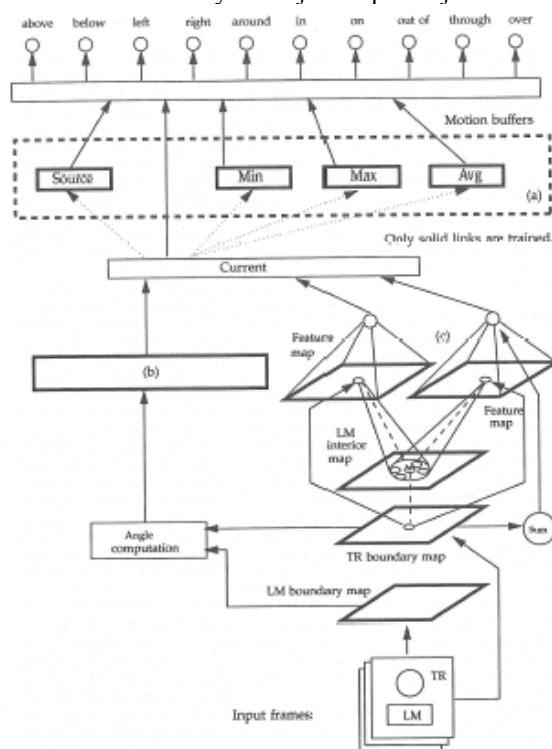 above below left right around in on out of through over
Motion buffers
Source Min Max Avg
(a)
Only solid links are trained.
Current
Feature
map
(c)
(b)
Feature
map
LM
interior
map
Angle
computation
Sum
TR boundary map
LM boundary map
TR
LM
Input frames: